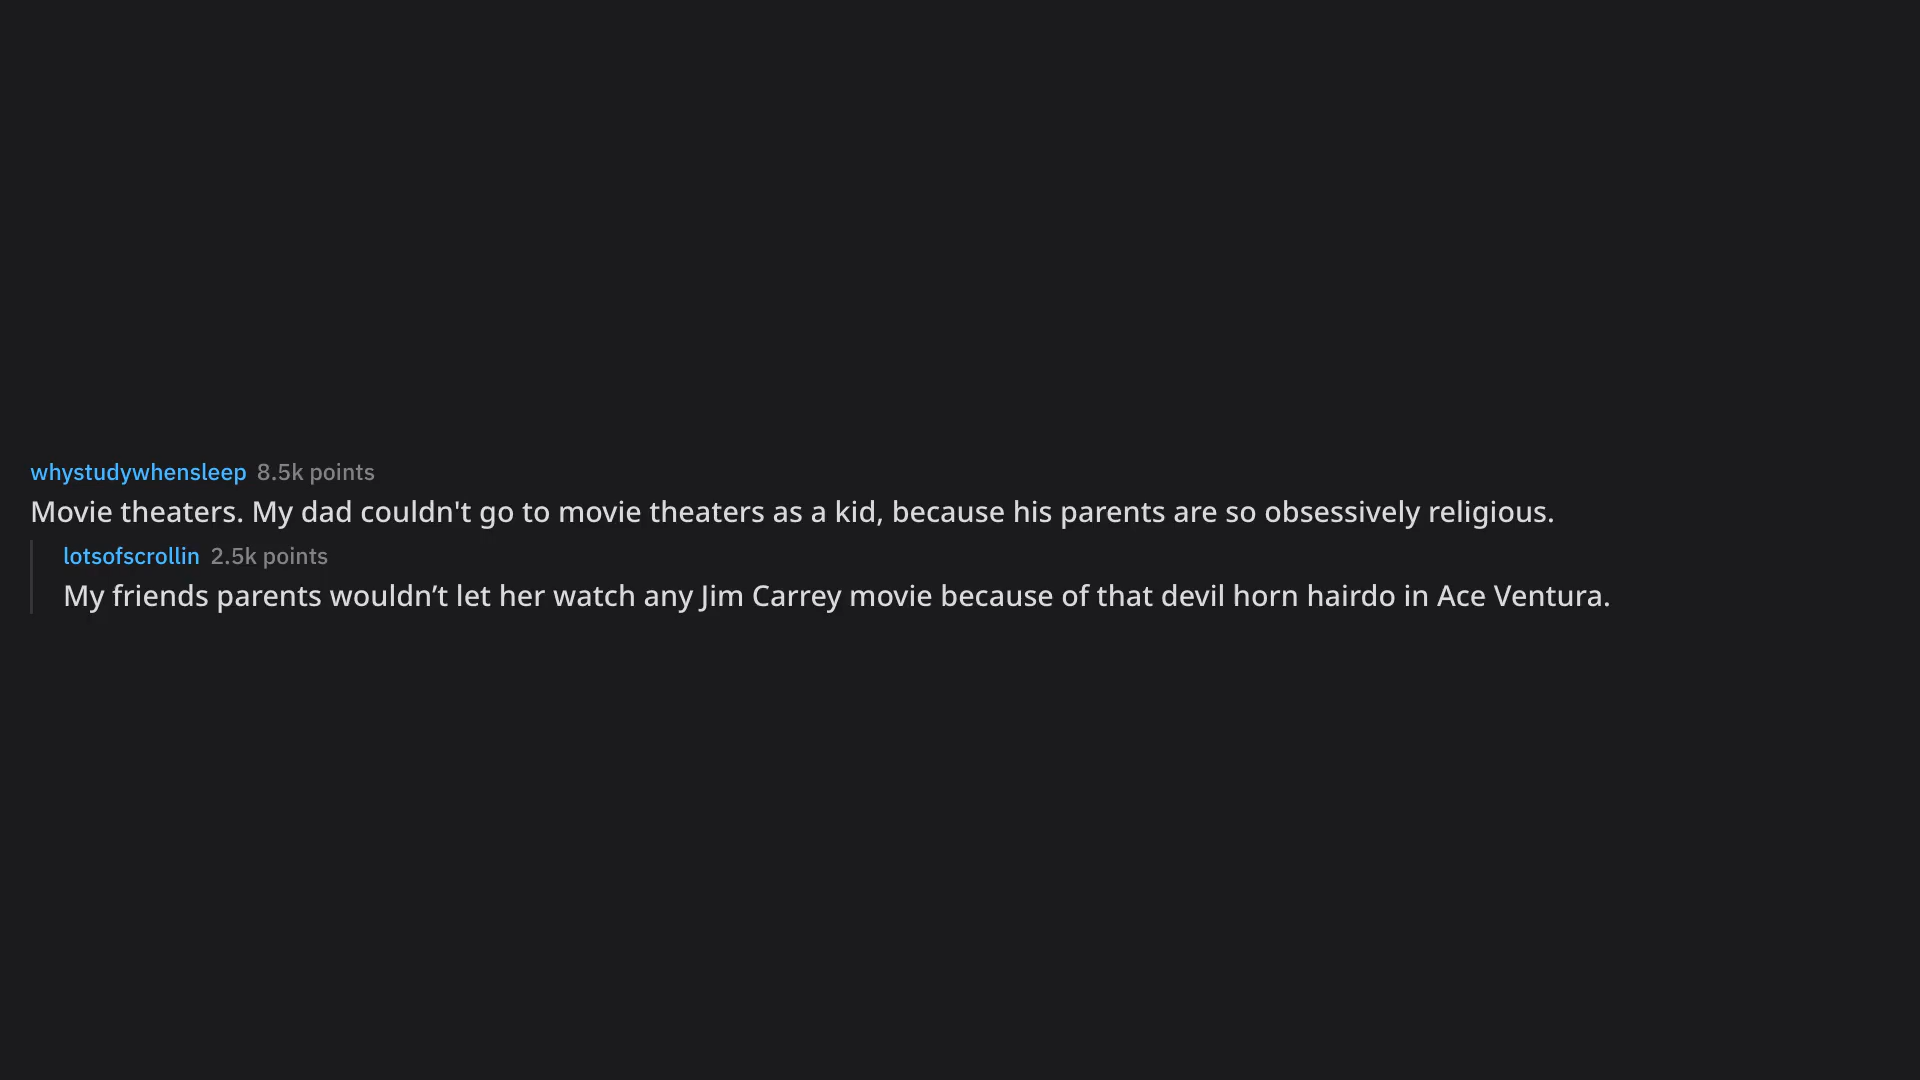 whystudywhensleep 8.5k points
Movie theaters. My dad couldn't go to movie theaters as a kid, because his parents are so obsessively religious.
lotsofscrollin 2.5k points
My friends parents wouldn’t let her watch any Jim Carrey movie because of that devil horn hairdo in Ace Ventura.